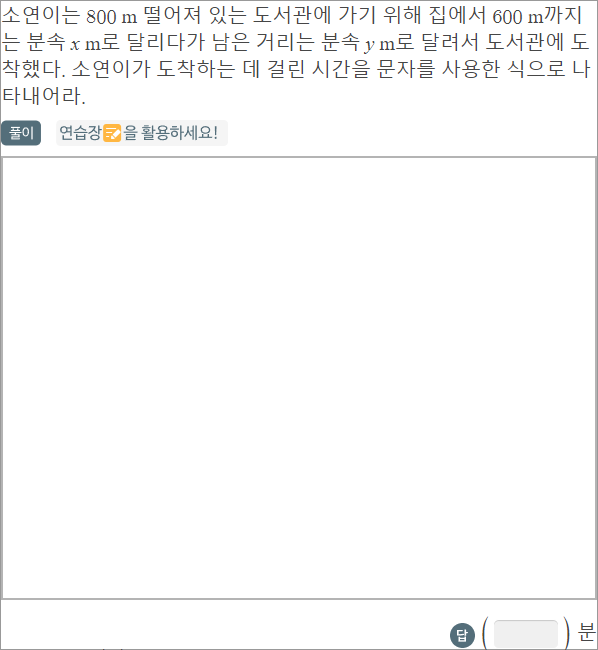 소연이는 800 m 떨어져 있는 도서관에 가기 위해 집에서 600 m까지
는 분속 x m로 달리다가 남은 거리는 분속 y m로 달려서 도서관에 도
착했다. 소연이가 도착하는 데 걸린 시간을 문자를 사용한 식으로 나
타내어라.
풀이 연습장을 활용하세요!
답 ( ) 분